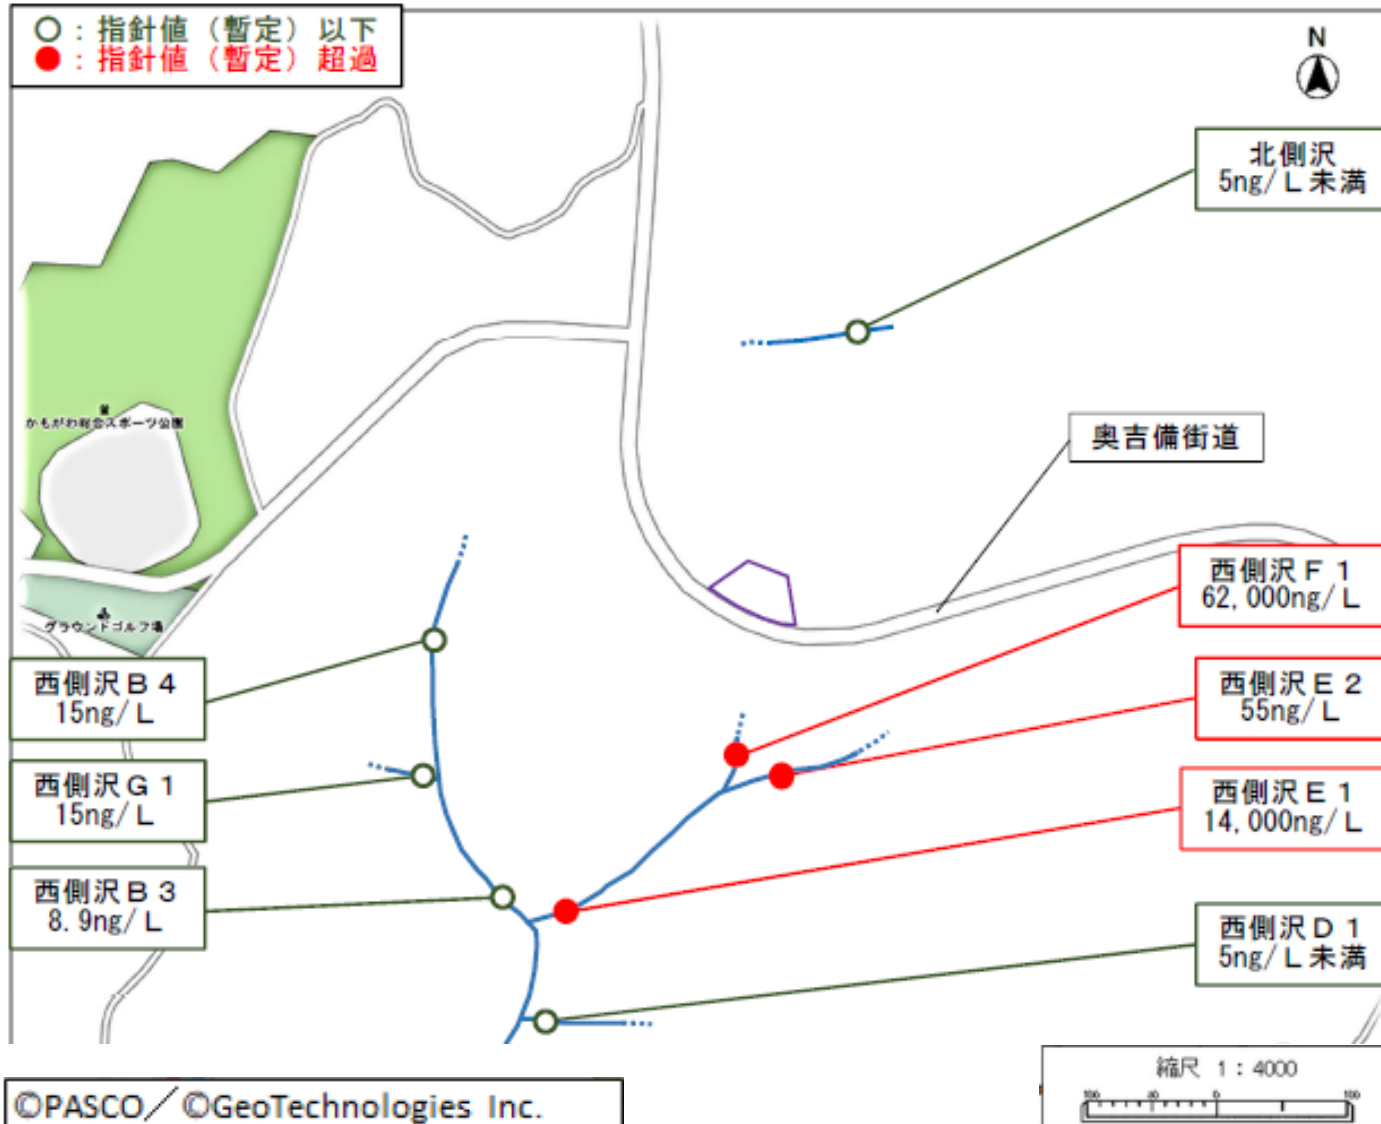 ○：指針値（暫定）以下
●：指針値（暫定）超過
N
北側沢
5ng/L未満
かもがわ総合スポーツ公園
奥吉備街道
グラウンドゴルフ場
西側沢F1
62,000ng/L
西側沢B4
15ng/L
西側沢E2
55ng/L
西側沢G1
15ng/L
西側沢E1
14,000ng/L
西側沢B3
8.9ng/L
西側沢D1
5ng/L未満
縮尺 1：4000
100 50 0 100
©PASCO／©GeoTechnologies Inc.